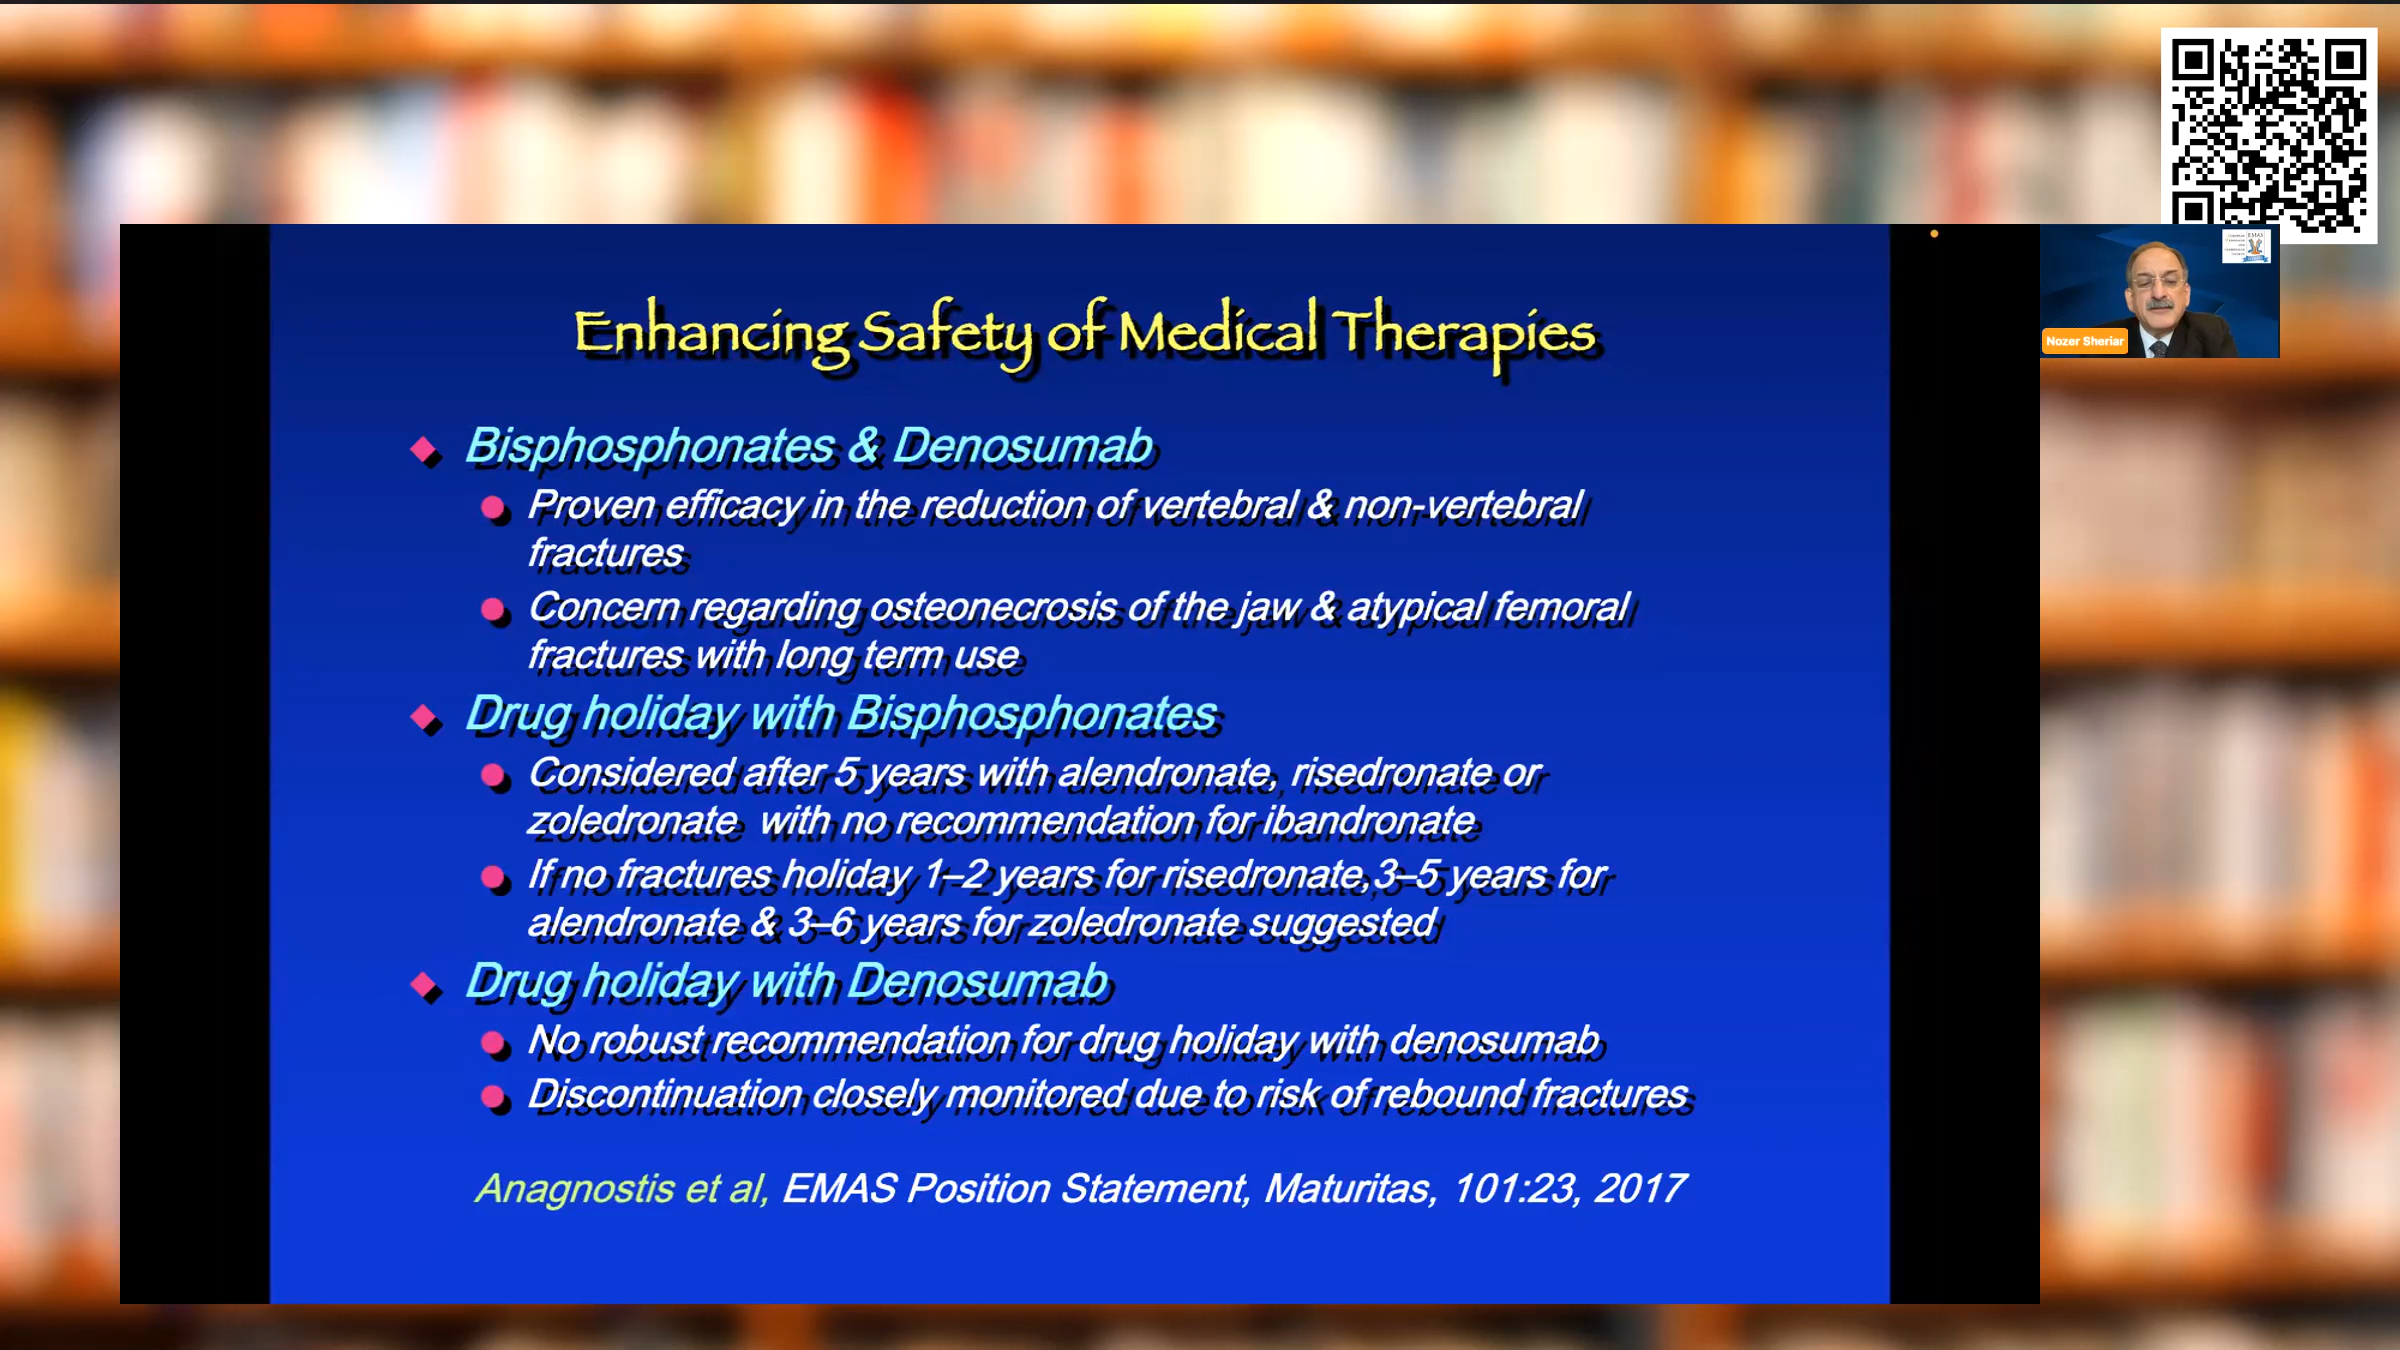 Enhancing Safety of Medical Therapies
Bisphosphonates & Denosumab
Proven efficacy in the reduction of vertebral & non-vertebral
fractures
Concern regarding osteonecrosis of the jaw & atypical femoral
fractures with long term use
Drug holiday with Bisphosphonates
Considered after 5 years with alendronate, risedronate or
zoledronate  with no recommendation for ibandronate
If no fractures holiday 1–2 years for risedronate,3–5 years for
alendronate & 3–6 years for zoledronate suggested
Drug holiday with Denosumab
No robust recommendation for drug holiday with denosumab
Discontinuation closely monitored due to risk of rebound fractures
Anagnostis et al, EMAS Position Statement, Maturitas, 101:23, 2017
EMAS
Nozer Sheriar